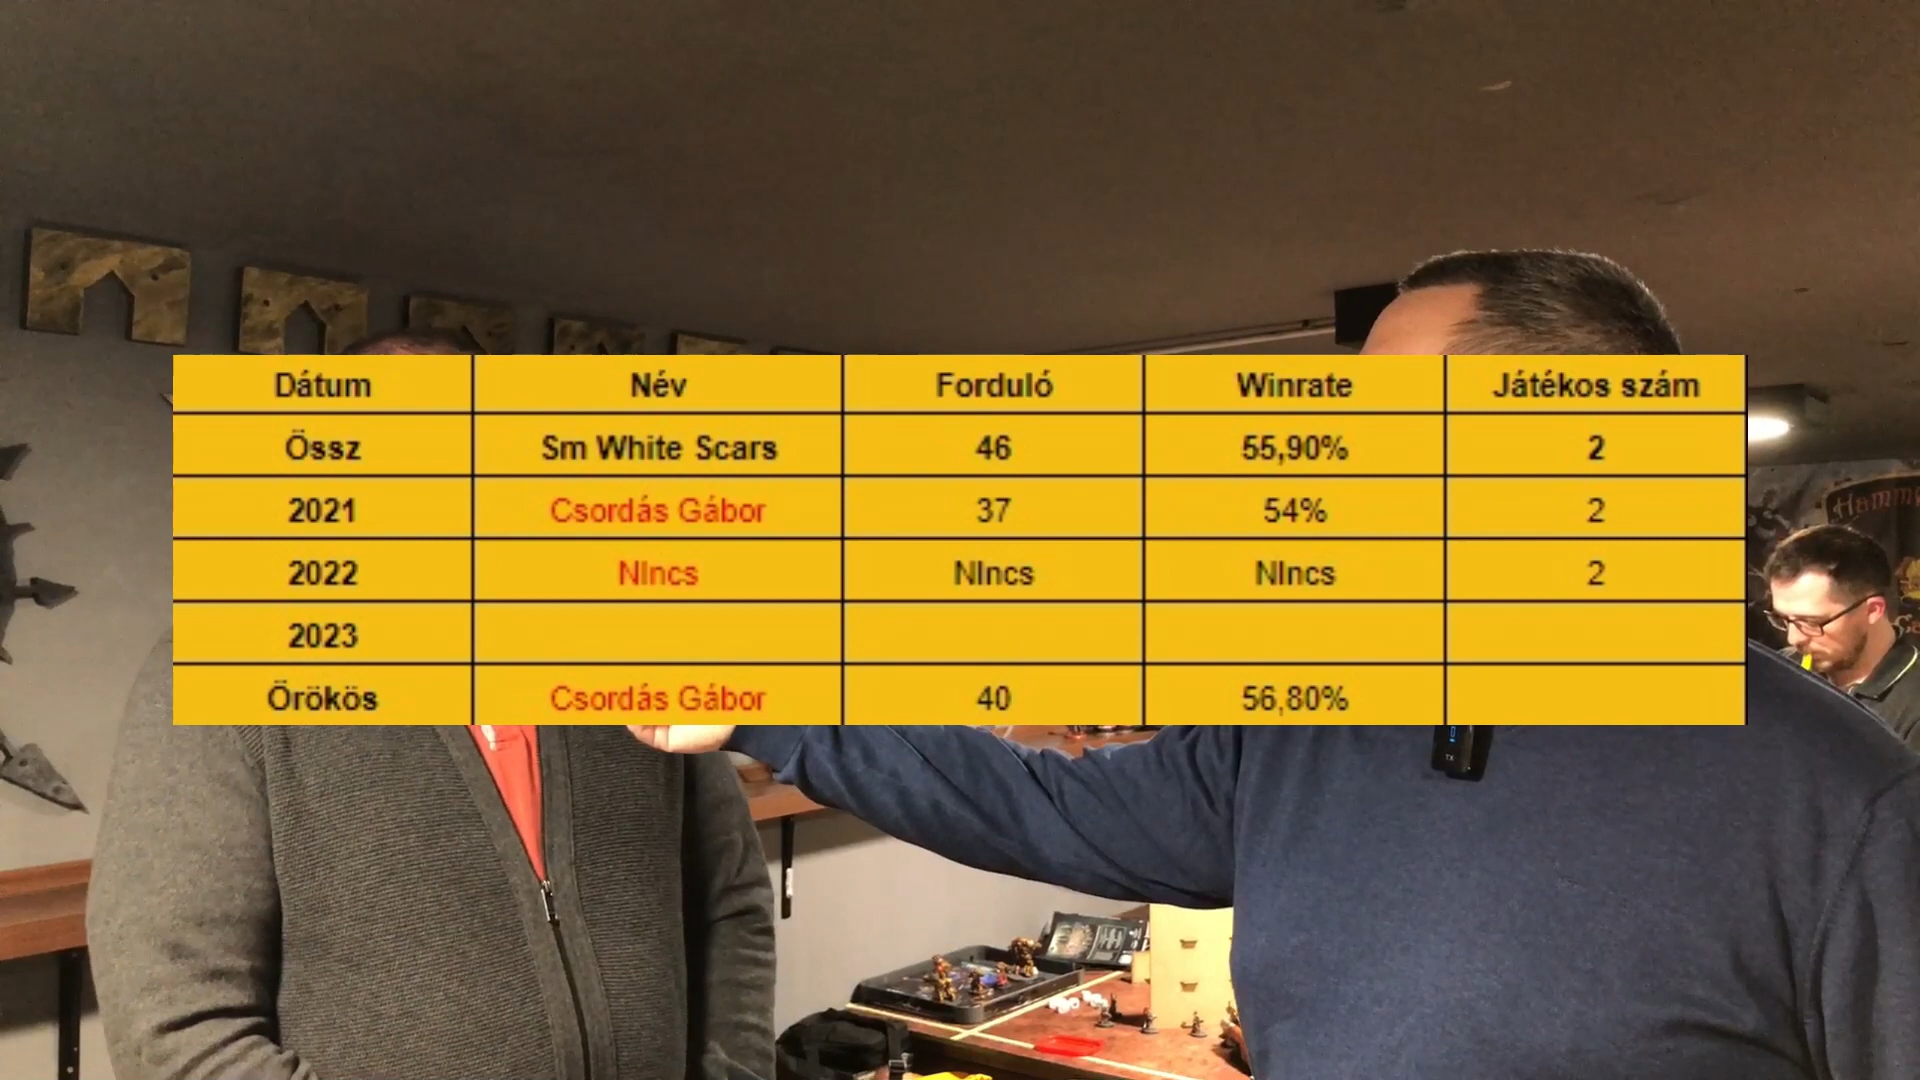 Dátum Név Forduló Winrate Játékos szám
Össz Sm White Scars 46 55,90% 2
2021 Csordás Gábor 37 54% 2
2022 NIncs NIncs NIncs 2
2023
Örökös Csordás Gábor 40 56,80%
TX